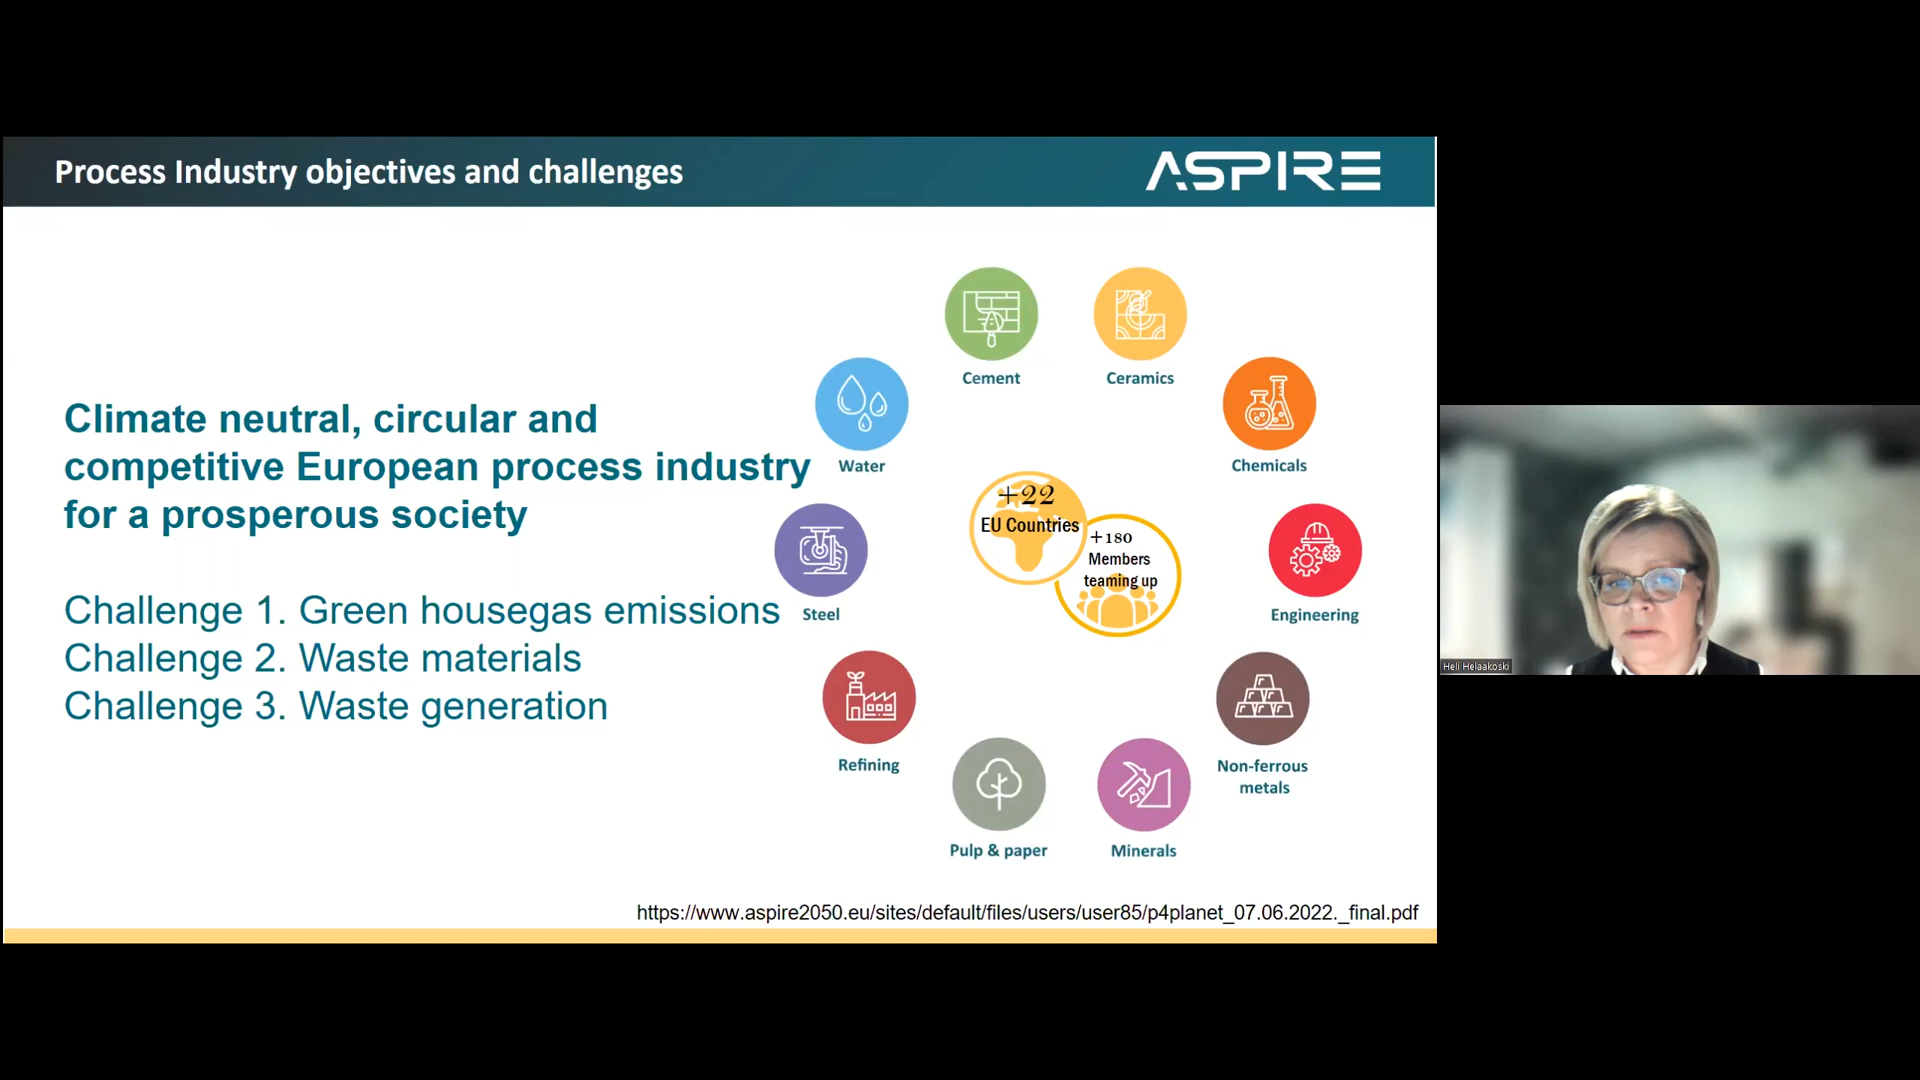 Process Industry objectives and challenges
ASPIRE
Climate neutral, circular and
competitive European process industry
for a prosperous society
Challenge 1. Green housegas emissions
Challenge 2. Waste materials
Challenge 3. Waste generation
Cement
Ceramics
Water
Chemicals
+22
EU Countries
+180
Members
teaming up
Steel
Engineering
Refining
Non-ferrous
metals
Pulp & paper
Minerals
https://www.aspire2050.eu/sites/default/files/users/user85/p4planet_07.06.2022._final.pdf
Heli Helaakoski